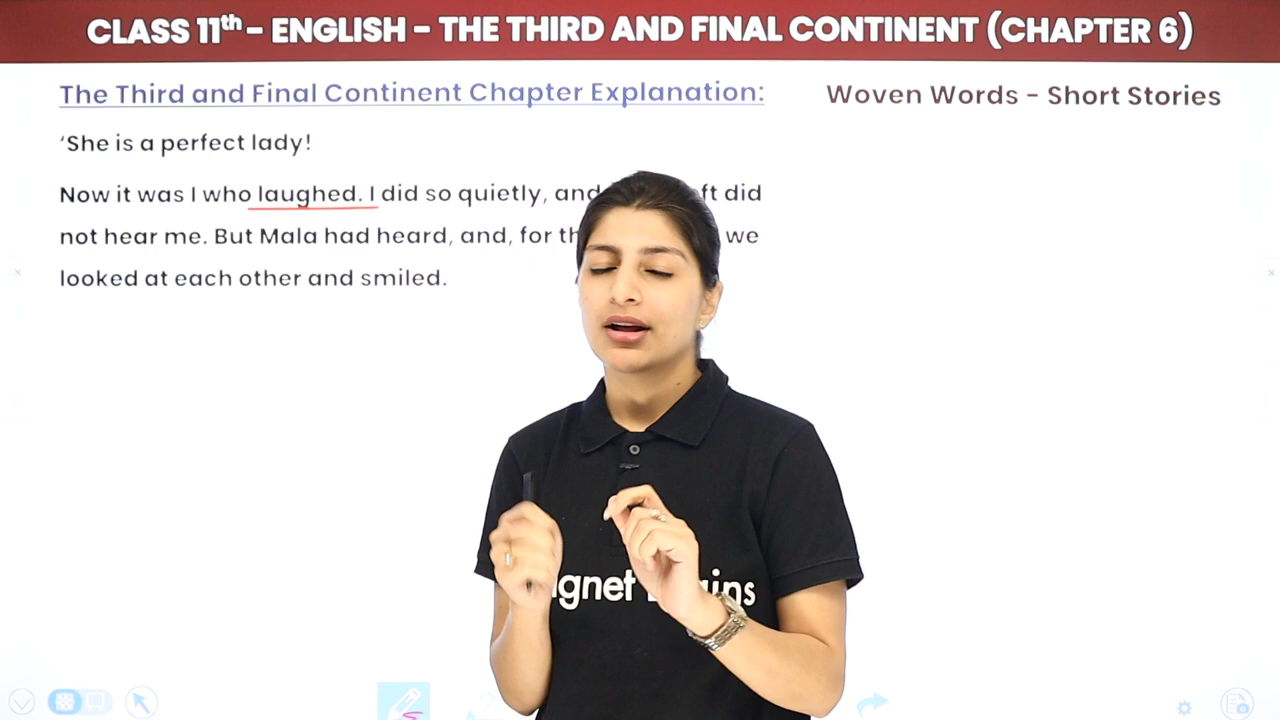 CLASS 11th - ENGLISH - THE THIRD AND FINAL CONTINENT (CHAPTER 6)
The Third and Final Continent Chapter Explanation: Woven Words - Short Stories
‘She is a perfect lady!
Now it was I who laughed. I did so quietly, and ft did
not hear me. But Mala had heard, and, for th we
looked at each other and smiled.
gnet ins